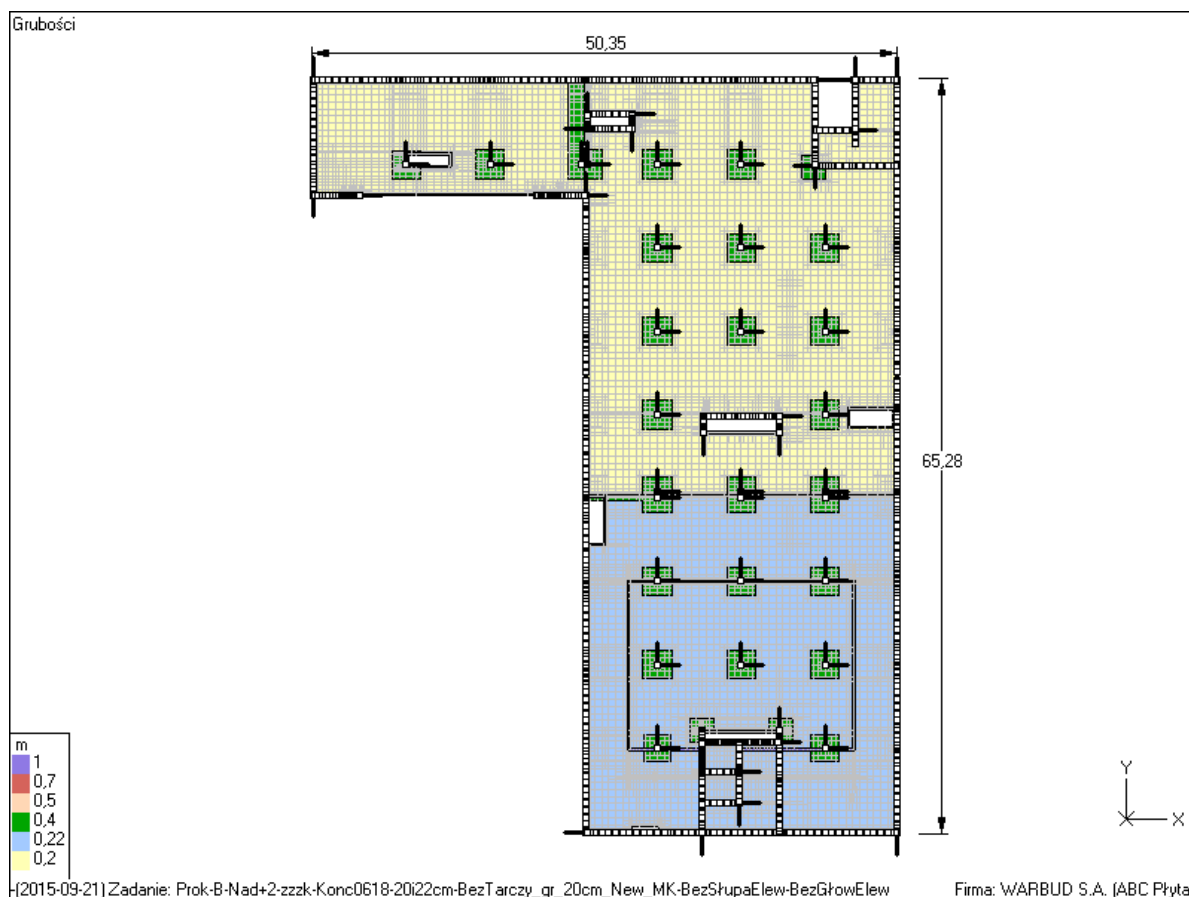 Grubości
50,35
65,28
m
1
0,7
0,5
0,4
0,22
0,2
Y
X
-(2015-09-21) Zadanie: Prok-B-Nad+2-zzzk-Konc0618-20i22cm-BezTarczy_gr_20cm_New_MK-BezSłupaElew-BezGłowElew Firma: WARBUD S.A. (ABC Płyta